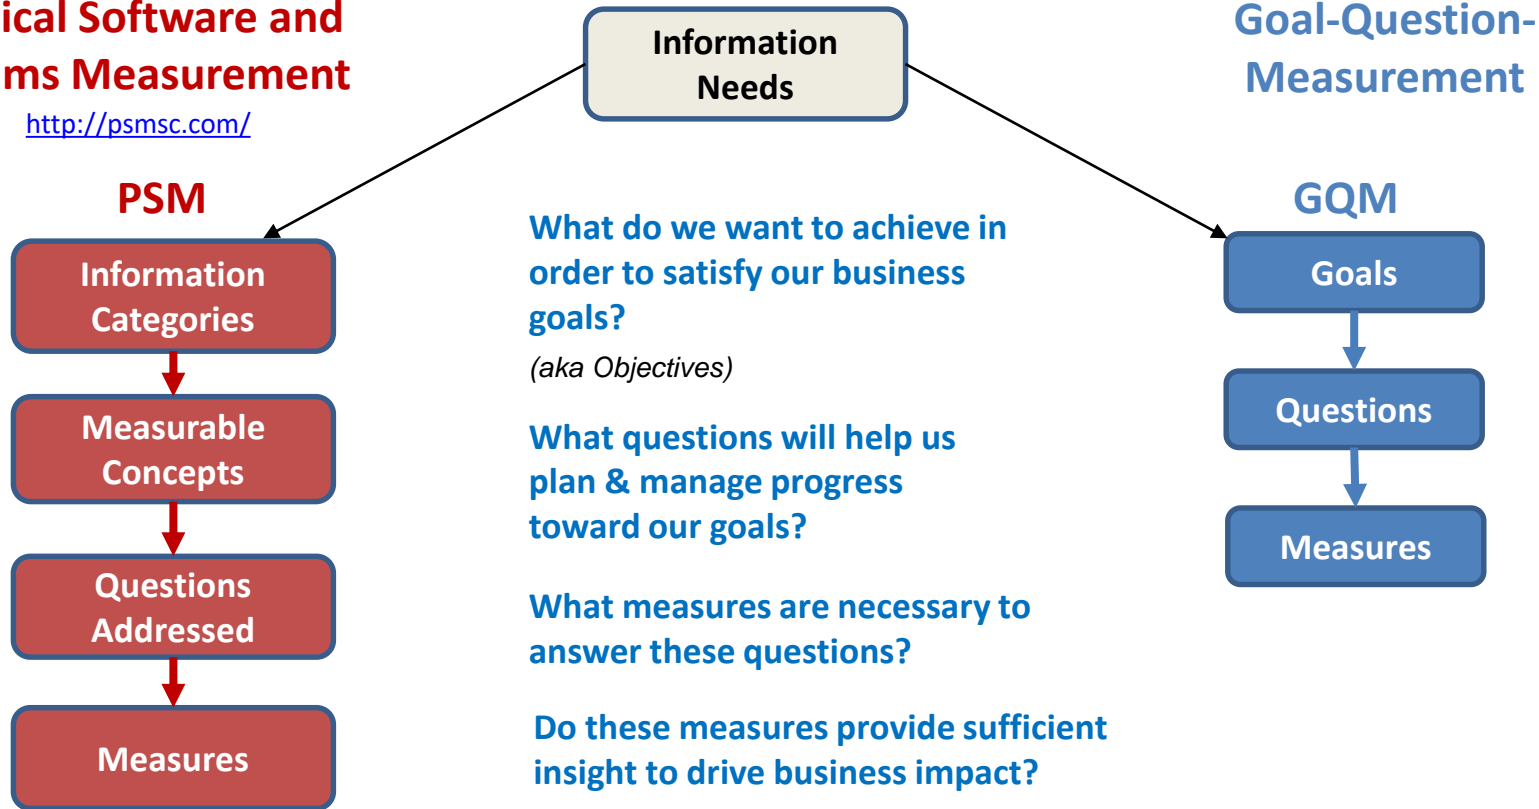 ical Software and
ms Measurement
http://psmsc.com/
Information
Needs
Goal-Question-
Measurement
PSM
Information
Categories
Measurable
Concepts
Questions
Addressed
Measures
What do we want to achieve in
order to satisfy our business
goals?
(aka Objectives)
What questions will help us
plan & manage progress
toward our goals?
What measures are necessary to
answer these questions?
Do these measures provide sufficient
insight to drive business impact?
GQM
Goals
Questions
Measures